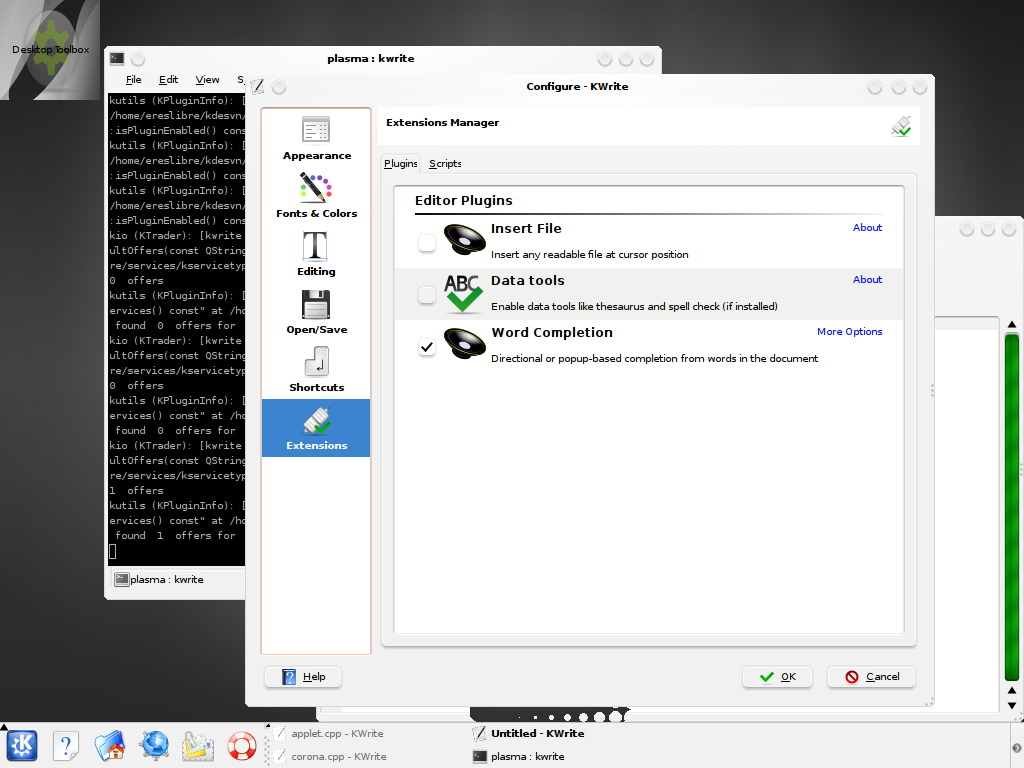 Desktop Toolbox
plasma : kwrite
File Edit View S
kutils (KPluginInfo): [
/home/ereslibre/kdesvn/
:isPluginEnabled() cons
kutils (KPluginInfo): [
/home/ereslibre/kdesvn/
:isPluginEnabled() cons
kutils (KPluginInfo): [
/home/ereslibre/kdesvn/
:isPluginEnabled() cons
kio (KTrader): [kwrite
ultOffers(const QString
re/services/kservicetyp
0 offers
kutils (KPluginInfo): [
ervices() const" at /ho
found 0 offers for
kio (KTrader): [kwrite
ultOffers(const QString
re/services/kservicetyp
0 offers
kutils (KPluginInfo): [
ervices() const" at /ho
found 0 offers for
kio (KTrader): [kwrite
ultOffers(const QString
re/services/kservicetyp
1 offers
kutils (KPluginInfo): [
ervices() const" at /ho
found 1 offers for
plasma : kwrite
Configure - KWrite
Appearance
Fonts & Colors
Editing
Open/Save
Shortcuts
Extensions
Extensions Manager
Plugins Scripts
Editor Plugins
Insert File About
Insert any readable file at cursor position
ABC
Data tools About
Enable data tools like thesaurus and spell check (if installed)
Word Completion More Options
Directional or popup-based completion from words in the document
Help OK Cancel
applet.cpp - KWrite
Untitled - KWrite
corona.cpp - KWrite
plasma : kwrite